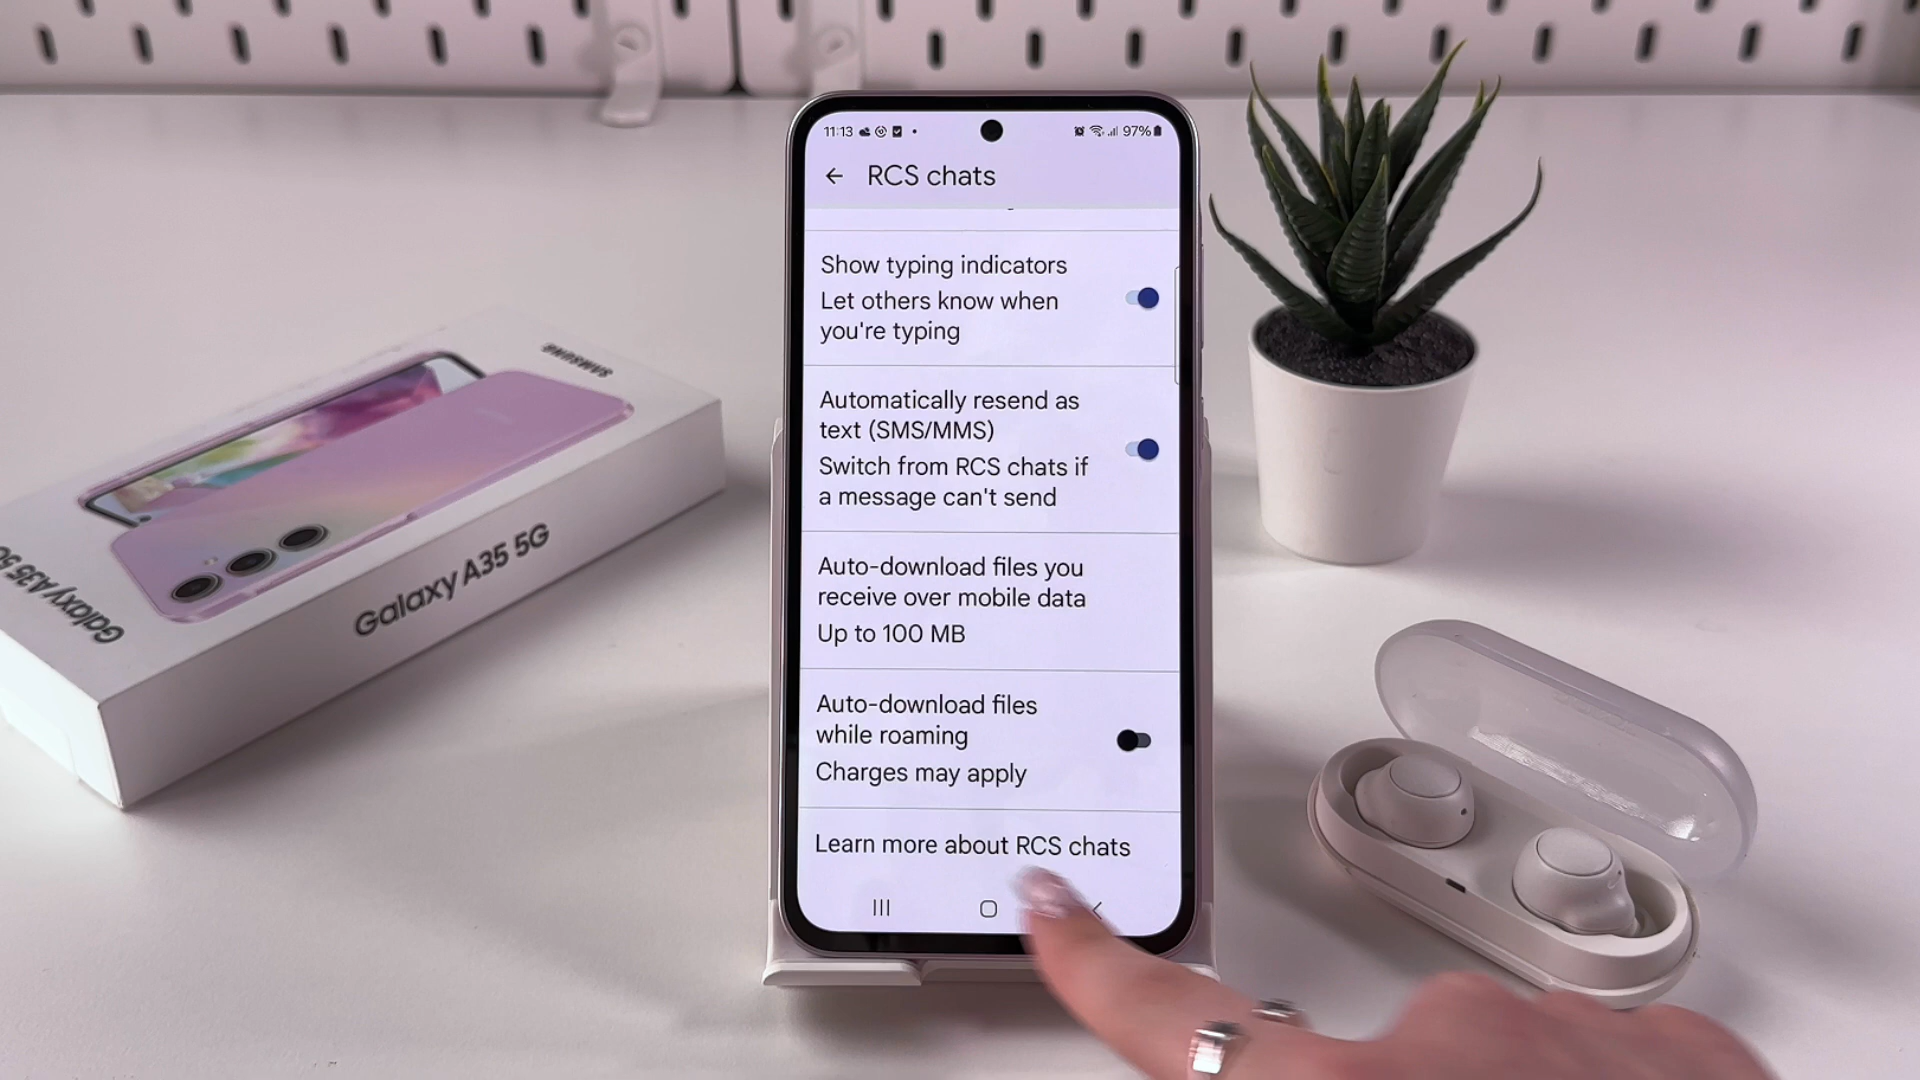 11:13
97%
RCS chats
Show typing indicators
Let others know when
you're typing
Automatically resend as
text (SMS/MMS)
Switch from RCS chats if
a message can't send
Auto-download files you
receive over mobile data
Up to 100 MB
Auto-download files
while roaming
Charges may apply
Learn more about RCS chats
SAMSUNG
Galaxy A35 5G
Galaxy A35 5G